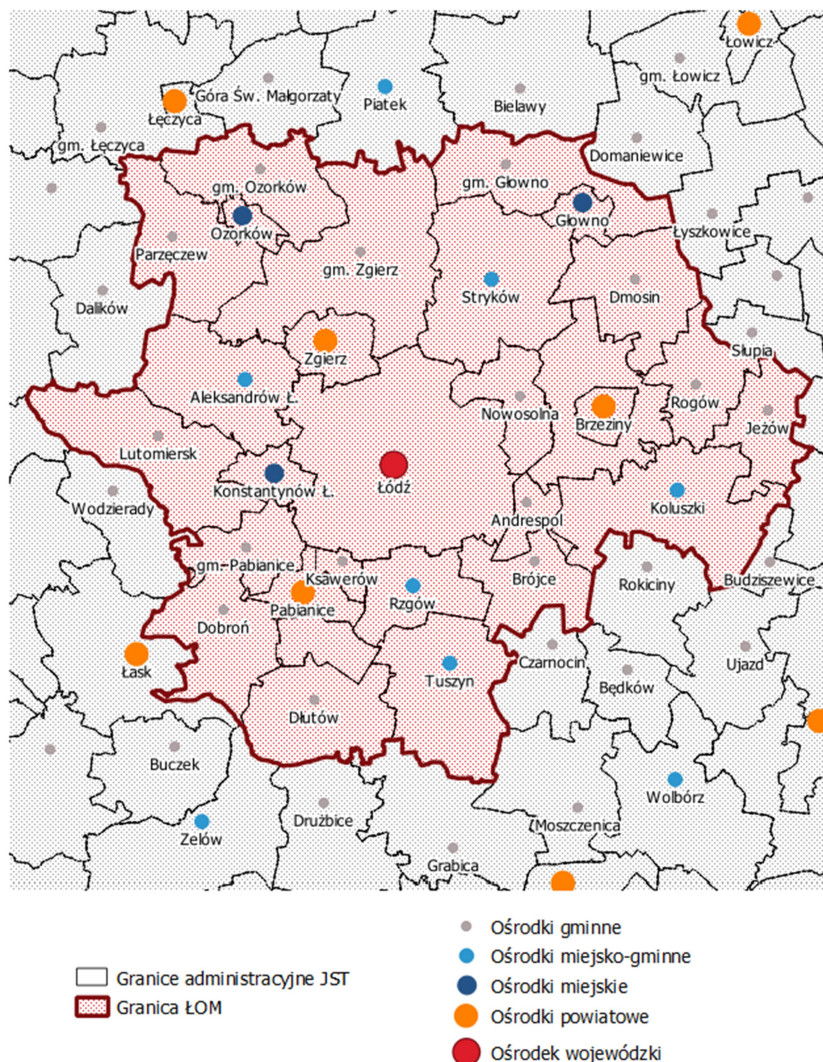 Łowicz
gm. Łowicz
Góra Św. Małgorzaty
Łęczyca
Piatek
Bielawy
gm. Łęczyca
Domaniewice
gm. Ozorków
gm. Głowno
Ozorków
Głowno
Łyszkowice
Parzęczew
gm. Zgierz
Stryków
Dmosin
Dalików
Słupia
Zgierz
Aleksandrów Ł.
Nowosolna
Brzeziny
Rogów
Jeżów
Lutomiersk
Konstantynów Ł.
Łódź
Wodzierady
Koluszki
Andrespol
gm. Pabianice
Ksawerów
Brójce
Rokiciny
Budziszewice
Pabianice
Rzgów
Dobroń
Łask
Tuszyn
Czarnocin
Będków
Ujazd
Dłutów
Buczek
Wolbórz
Zelów
Drużbice
Moszczenica
Grabica
Granice administracyjne JST
Granica ŁOM
Ośrodki gminne
Ośrodki miejsko-gminne
Ośrodki miejskie
Ośrodki powiatowe
Ośrodek wojewódzki